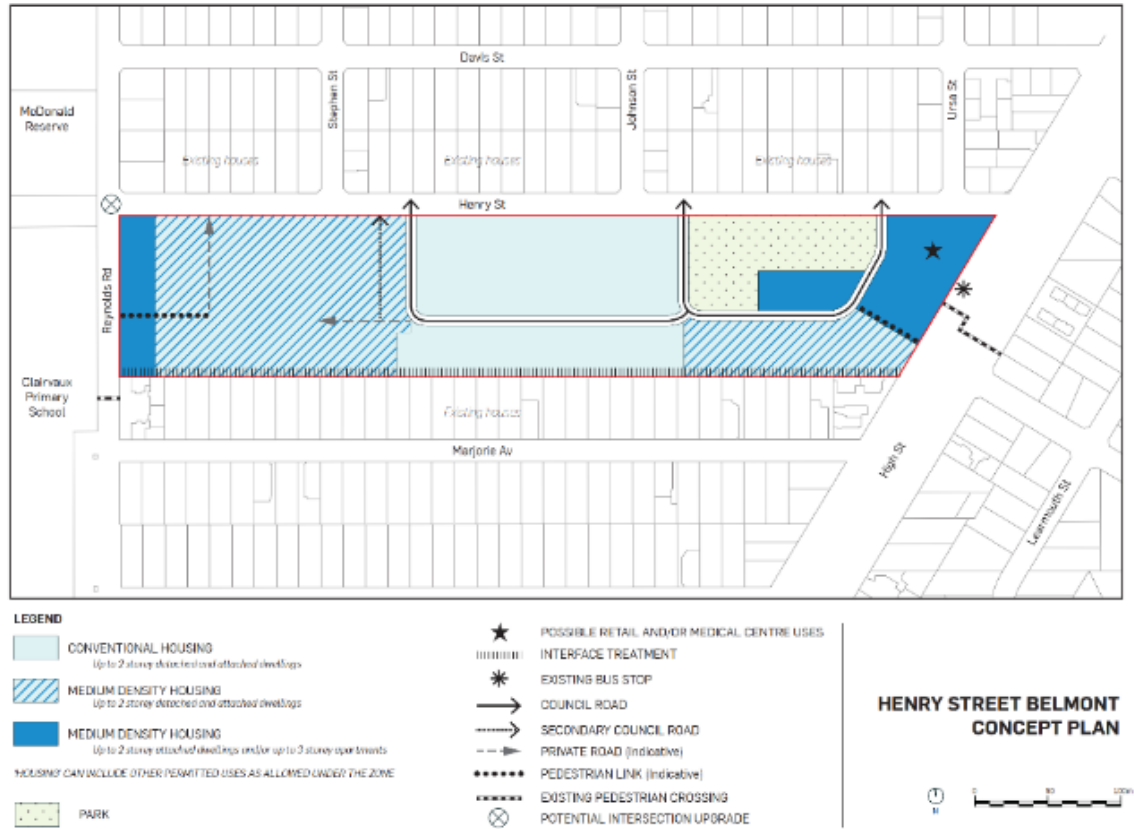 Davis St
McDonald
Reserve
Stephen St
Johnson St
Ursa St
Existing houses
Existing houses
Existing houses
Henry St
Reynolds Rd
Clairvaux
Primary
School
Existing houses
Marjorie Av
High St
Learmouth St
LEGEND
CONVENTIONAL HOUSING
Up to 2 storey detached and attached dwellings
MEDIUM DENSITY HOUSING
Up to 2 storey detached and attached dwellings
MEDIUM DENSITY HOUSING
Up to 2 storey attached dwellings and/or up to 3 storey apartments
'HOUSING' CAN INCLUDE OTHER PERMITTED USES AS ALLOWED UNDER THE ZONE
PARK
POSSIBLE RETAIL AND/OR MEDICAL CENTRE USES
INTERFACE TREATMENT
EXISTING BUS STOP
COUNCIL ROAD
SECONDARY COUNCIL ROAD
PRIVATE ROAD (Indicative)
PEDESTRIAN LINK (Indicative)
EXISTING PEDESTRIAN CROSSING
POTENTIAL INTERSECTION UPGRADE
HENRY STREET BELMONT
CONCEPT PLAN
N
0 50 100m